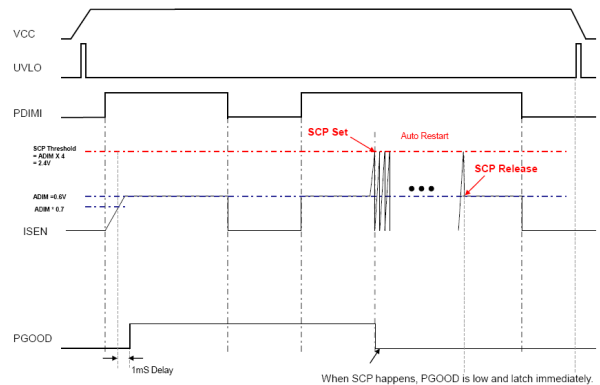 VCC
UVLO
PDIMI
SCP Set
Auto Restart
SCP Threshold
= ADIM X 4
= 2.4V
SCP Release
ADIM =0.6V
ADIM * 0.7
ISEN
PGOOD
1mS Delay
When SCP happens, PGOOD is low and latch immediately.